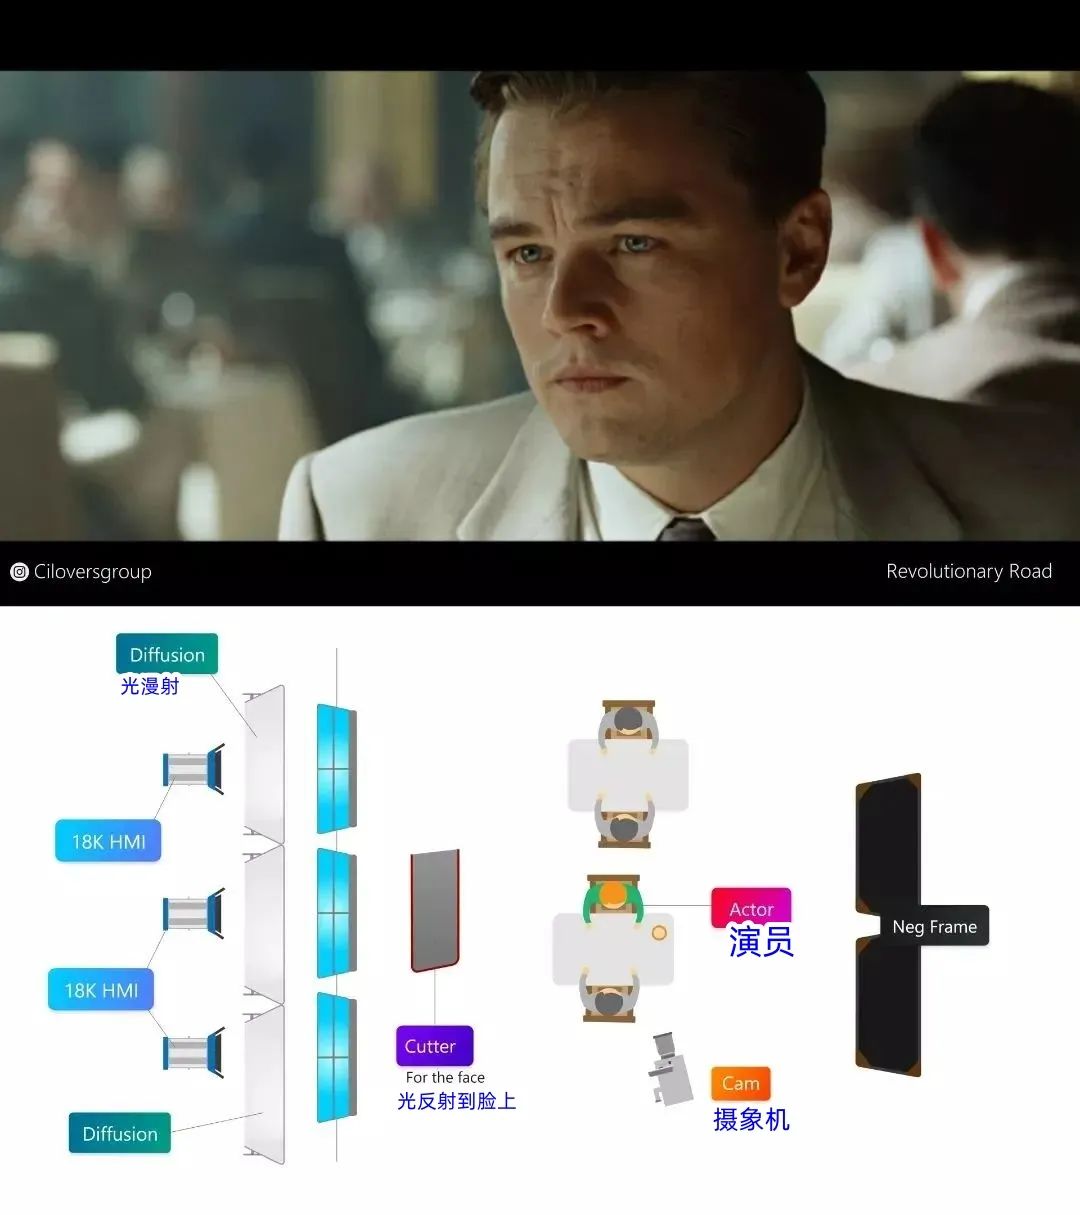 Ciloversgroup
Revolutionary Road
Diffusion
光漫射
18K HMI
18K HMI
Diffusion
Cutter
For the face
光反射到脸上
Actor
演员
Cam
摄象机
Neg Frame